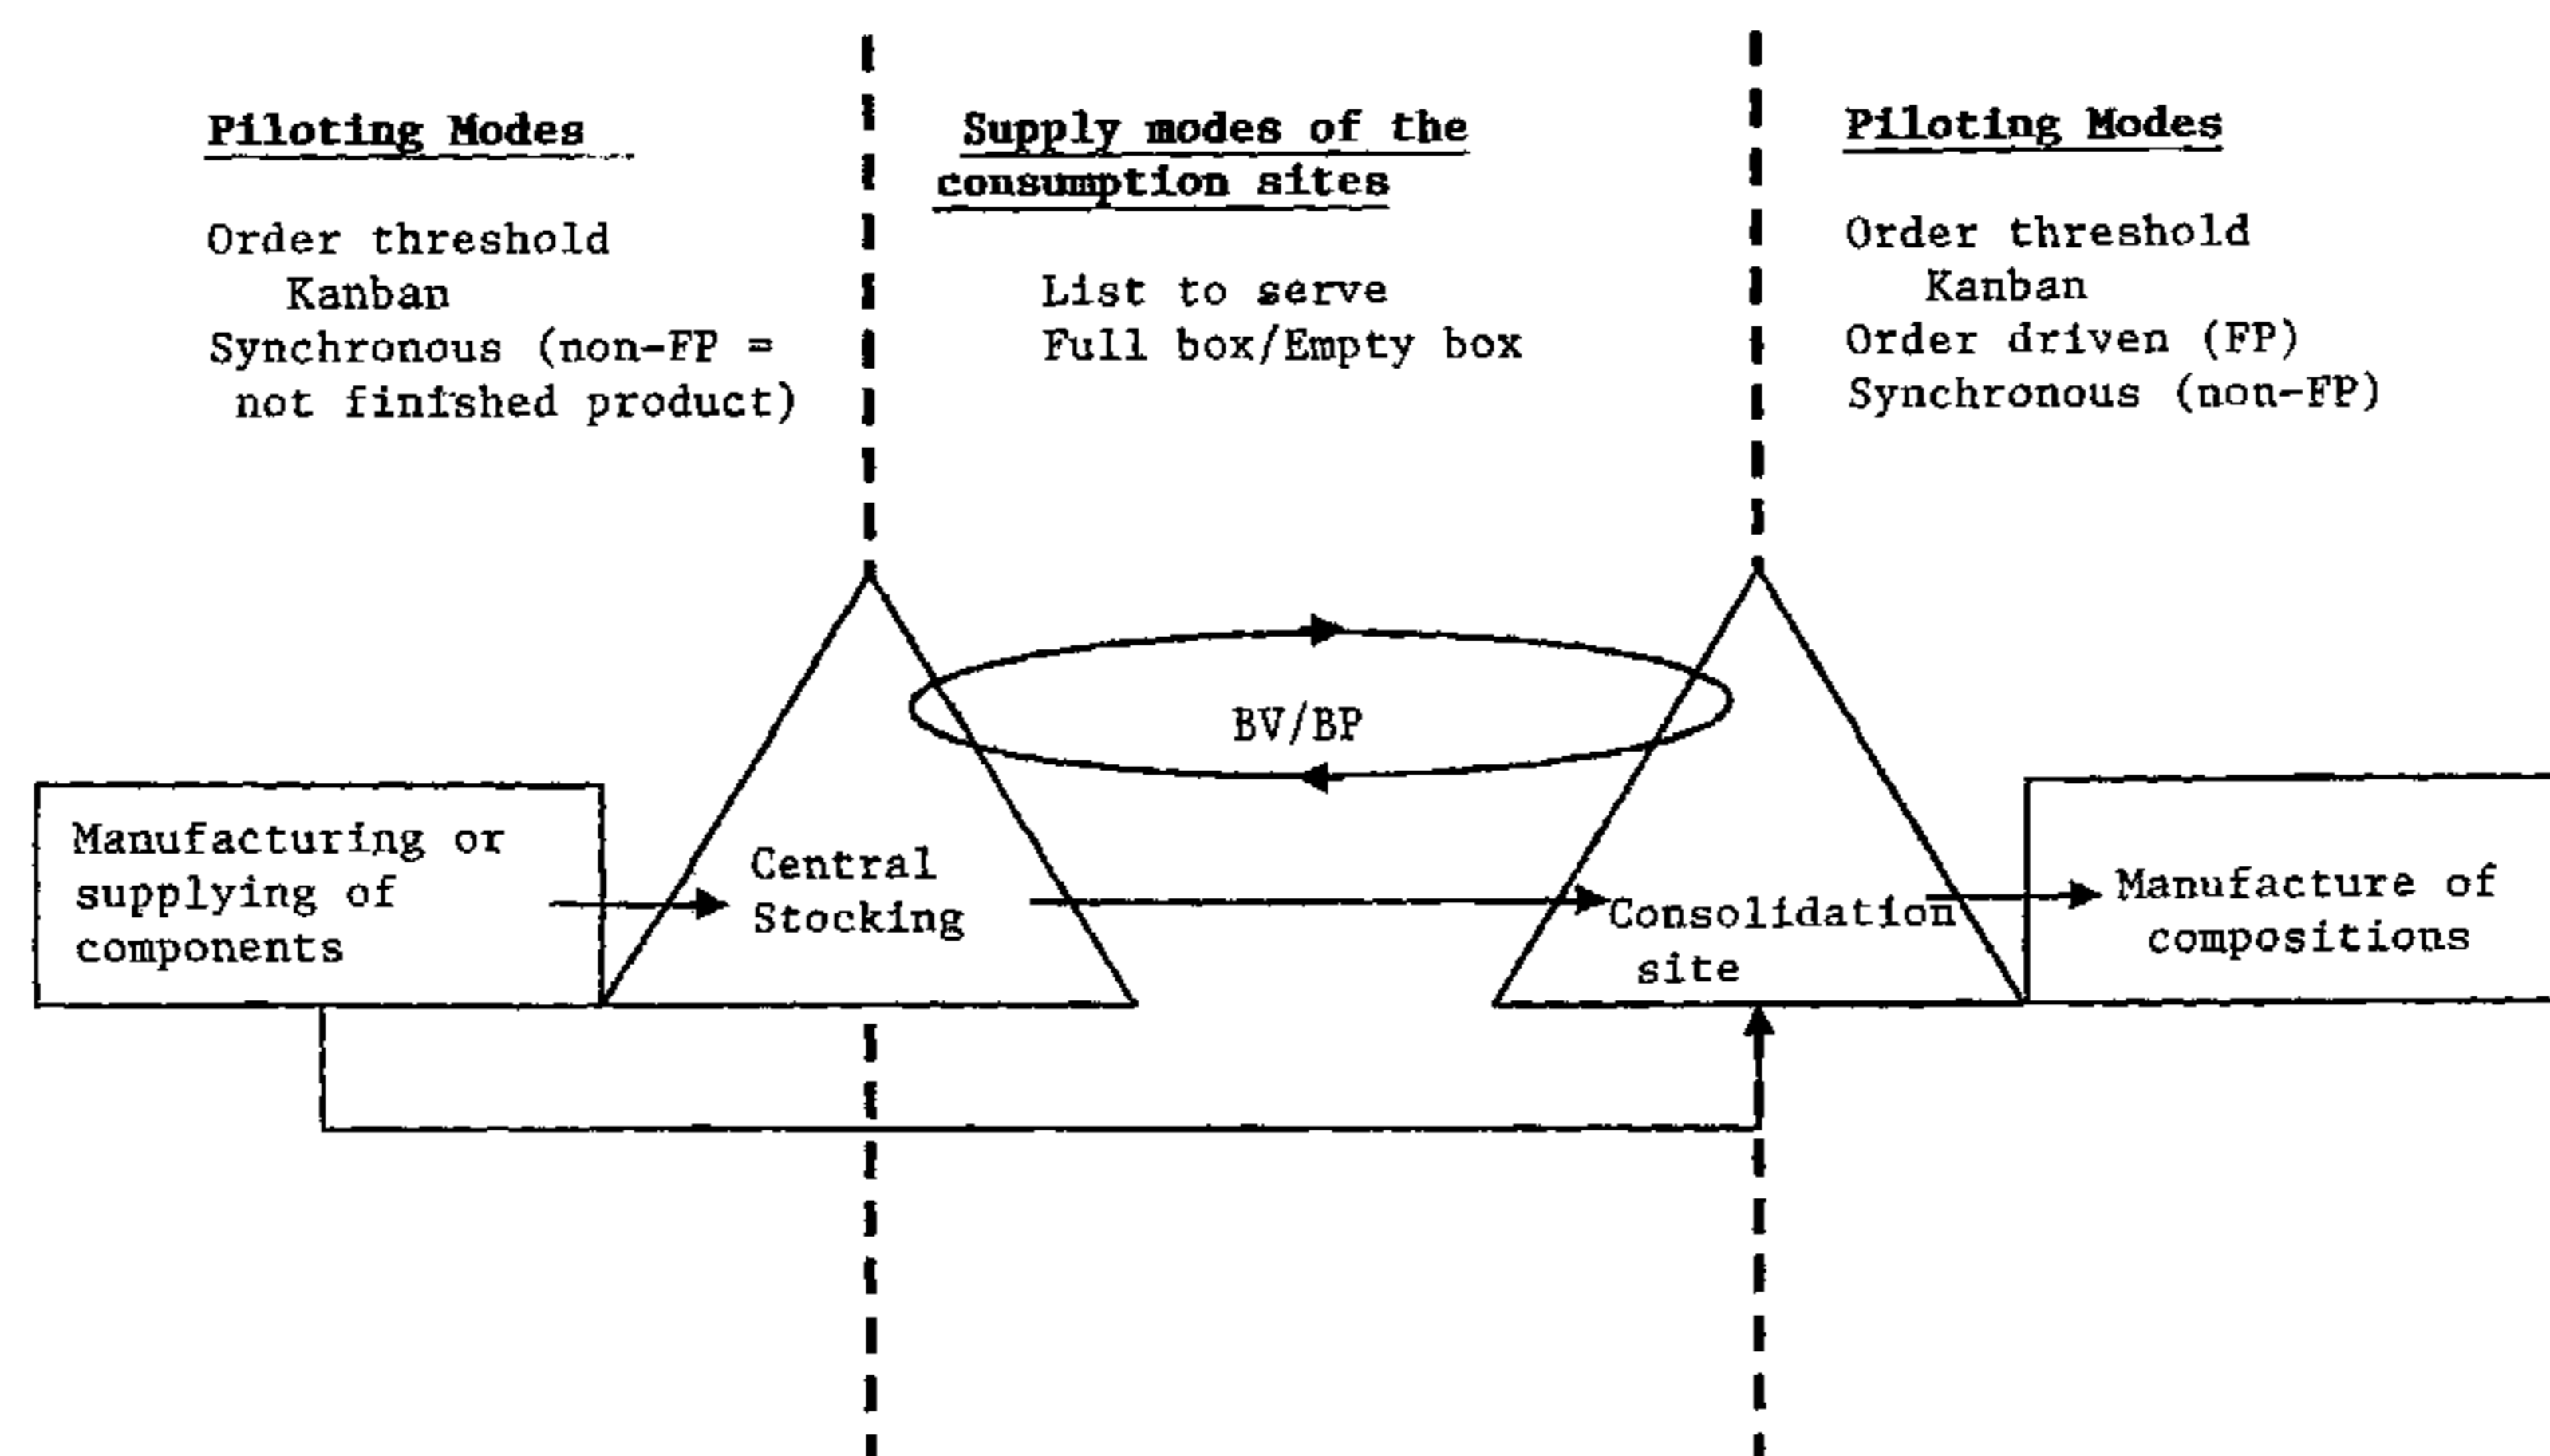 Piloting Modes
Order threshold
Kanban
Synchronous (non-FP =
not finished product)
Supply modes of the
consumption sites
List to serve
Full box/Empty box
Piloting Modes
Order threshold
Kanban
Order driven (FP)
Synchronous (non-FP)
BV/BP
Manufacturing or
supplying of
components
Central
Stocking
Consolidation
site
Manufacture of
compositions